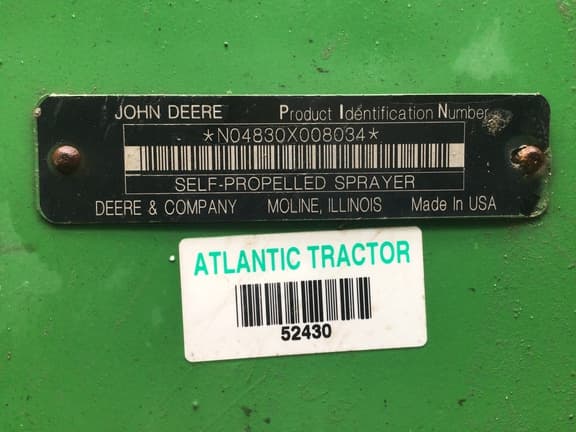 JOHN DEERE Product Identification Number
*N04830X008034*
SELF-PROPELLED SPRAYER
DEERE & COMPANY MOLINE, ILLINOIS Made In USA
ATLANTIC TRACTOR
52430